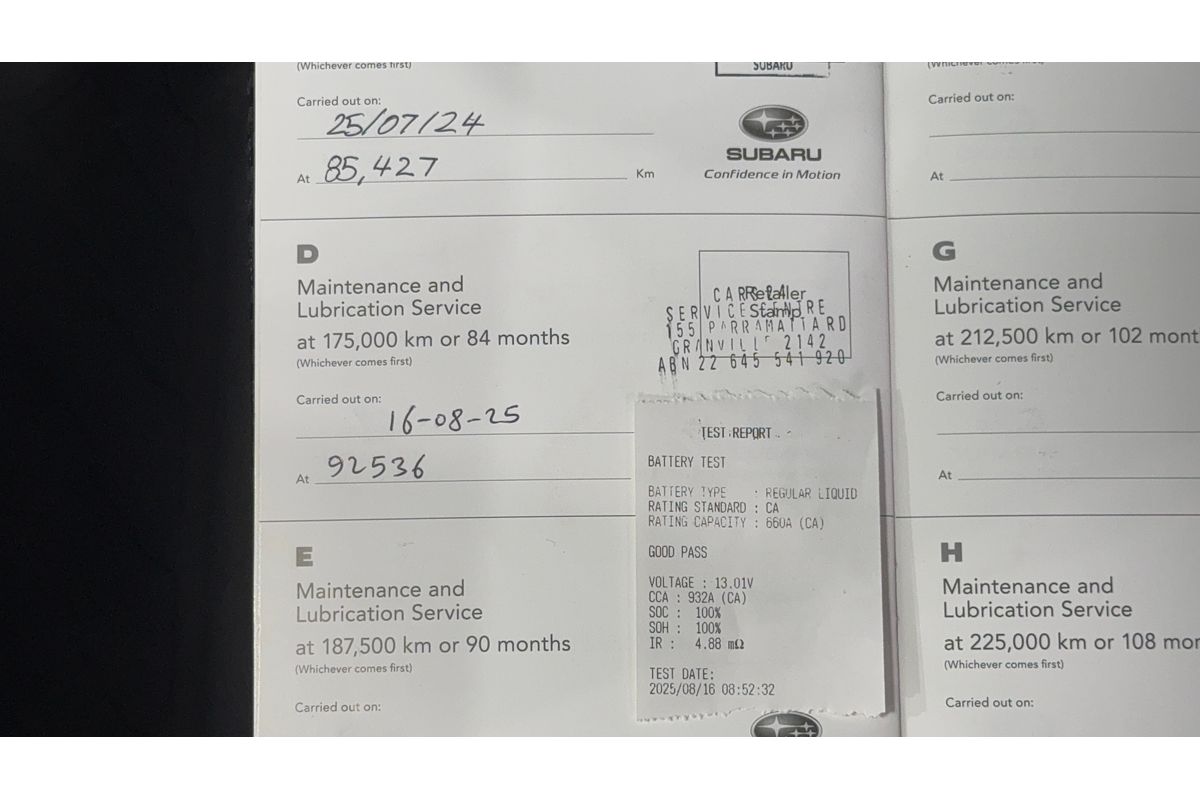 (Whichever comes first)
SUBARU
Carried out on:
25/07/24
At 85,427 Km
SUBARU
Confidence in Motion
D
Maintenance and
Lubrication Service
at 175,000 km or 84 months
(Whichever comes first)
Carried out on:
16-08-25
At 92536
Retailer
Stamp
SERVICE CENTRE
155 PARRAMATTA RD
GRANVILLE 2142
ABN 22 645 541 920
TEST REPORT
BATTERY TEST
BATTERY TYPE : REGULAR LIQUID
RATING STANDARD : CA
RATING CAPACITY : 660A (CA)
GOOD PASS
VOLTAGE : 13.01V
CCA : 932A (CA)
SOC : 100%
SOH : 100%
IR : 4.88 mΩ
TEST DATE:
2025/08/16 08:52:32
E
Maintenance and
Lubrication Service
at 187,500 km or 90 months
(Whichever comes first)
Carried out on:
Carried out on:
At
G
Maintenance and
Lubrication Service
at 212,500 km or 102 mont
(Whichever comes first)
Carried out on:
At
H
Maintenance and
Lubrication Service
at 225,000 km or 108 mor
(Whichever comes first)
Carried out on: